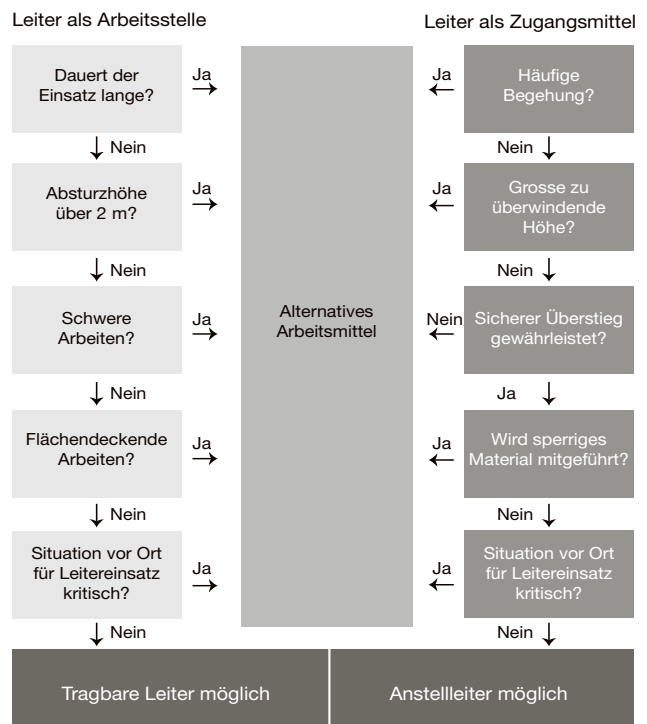 Leiter als Arbeitsstelle
Dauert der
Einsatz lange?
Ja
Nein
Absturzhöhe
über 2 m?
Ja
Nein
Schwere
Arbeiten?
Ja
Nein
Flächendeckende
Arbeiten?
Ja
Nein
Situation vor Ort
für Leitereinsatz
kritisch?
Ja
Nein
Tragbare Leiter möglich
Alternatives
Arbeitsmittel
Leiter als Zugangsmittel
Ja
Häufige
Begehung?
Nein
Ja
Grosse zu
überwindende
Höhe?
Nein
Nein
Sicherer Überstieg
gewährleistet?
Ja
Ja
Wird sperriges
Material mitgeführt?
Nein
Ja
Situation vor Ort
für Leitereinsatz
kritisch?
Nein
Anstellleiter möglich